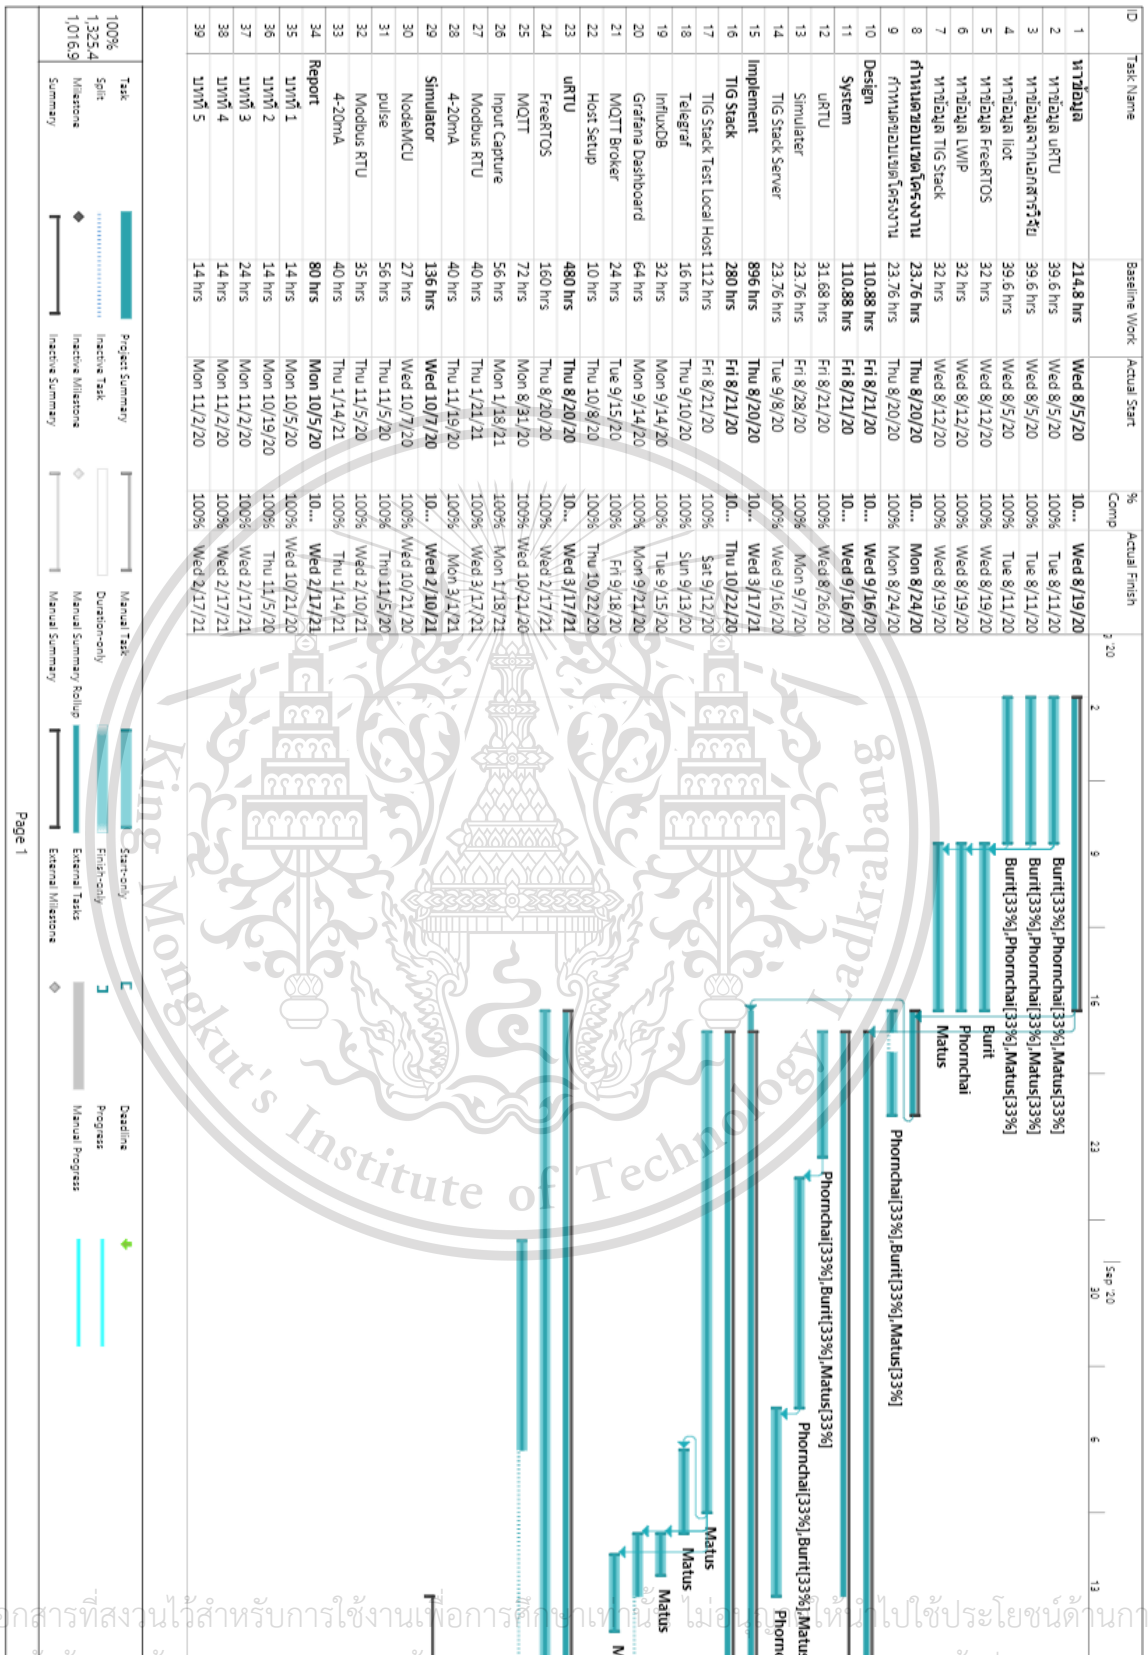 ID Task Name Baseline Work Actual Start % Comp Actual Finish
1 หาข้อมูล 214.8 hrs Wed 8/5/20 10... Wed 8/19/20
2 หาข้อมูล uRTU 39.6 hrs Wed 8/5/20 100% Tue 8/11/20
3 หาข้อมูลจากเอกสารวิจัย 39.6 hrs Wed 8/5/20 100% Tue 8/11/20
4 หาข้อมูล Iiot 39.6 hrs Wed 8/5/20 100% Tue 8/11/20
5 หาข้อมูล FreeRTOS 32 hrs Wed 8/12/20 100% Wed 8/19/20
6 หาข้อมูล LWIP 32 hrs Wed 8/12/20 100% Wed 8/19/20
7 หาข้อมูล TIG Stack 32 hrs Wed 8/12/20 100% Wed 8/19/20
8 กำหนดขอบเขตโครงงาน 23.76 hrs Thu 8/20/20 10... Mon 8/24/20
9 กำหนดขอบเขตโครงงาน 23.76 hrs Thu 8/20/20 100% Mon 8/24/20
10 Design 110.88 hrs Fri 8/21/20 10... Wed 9/16/20
11 System 110.88 hrs Fri 8/21/20 10... Wed 9/16/20
12 uRTU 31.68 hrs Fri 8/21/20 100% Wed 8/26/20
13 Simulater 23.76 hrs Fri 8/28/20 100% Mon 9/7/20
14 TIG Stack Server 23.76 hrs Tue 9/8/20 100% Wed 9/16/20
15 Implement 896 hrs Thu 8/20/20 10... Wed 3/17/21
16 TIG Stack 280 hrs Fri 8/21/20 10... Thu 10/22/20
17 TIG Stack Test Local Host 112 hrs Fri 8/21/20 100% Sat 9/12/20
18 Telegraf 16 hrs Thu 9/10/20 100% Sun 9/13/20
19 InfluxDB 32 hrs Mon 9/14/20 100% Tue 9/15/20
20 Grafana Dashboard 64 hrs Mon 9/14/20 100% Mon 9/21/20
21 MQTT Broker 24 hrs Tue 9/15/20 100% Fri 9/18/20
22 Host Setup 10 hrs Thu 10/8/20 100% Thu 10/22/20
23 uRTU 480 hrs Thu 8/20/20 10... Wed 3/17/21
24 FreeRTOS 160 hrs Thu 8/20/20 100% Wed 2/17/21
25 MQTT 72 hrs Mon 8/31/20 100% Wed 10/21/20
26 Input Capture 56 hrs Mon 1/18/21 100% Mon 1/18/21
27 Modbus RTU 40 hrs Thu 1/21/21 100% Wed 3/17/21
28 4-20mA 40 hrs Thu 11/19/20 100% Mon 3/1/21
29 Simulator 136 hrs Wed 10/7/20 10... Wed 2/10/21
30 NodeMCU 27 hrs Wed 10/7/20 100% Wed 10/21/20
31 pulse 56 hrs Thu 11/5/20 100% Thu 11/5/20
32 Modbus RTU 35 hrs Thu 11/5/20 100% Wed 2/10/21
33 4-20mA 40 hrs Thu 1/14/21 100% Thu 1/14/21
34 Report 80 hrs Mon 10/5/20 10... Wed 2/17/21
35 บทที่ 1 14 hrs Mon 10/5/20 100% Wed 10/21/20
36 บทที่ 2 14 hrs Mon 10/19/20 100% Thu 11/5/20
37 บทที่ 3 24 hrs Mon 11/2/20 100% Wed 2/17/21
38 บทที่ 4 14 hrs Mon 11/2/20 100% Wed 2/17/21
39 บทที่ 5 14 hrs Mon 11/2/20 100% Wed 2/17/21
'20 Sep '20
2 9 16 23 30 6 13
Burit[33%],Phornchai[33%],Matus[33%]
Burit[33%],Phornchai[33%],Matus[33%]
Burit[33%],Phornchai[33%],Matus[33%]
Burit
Phornchai
Matus
Phornchai[33%],Burit[33%],Matus[33%]
Phornchai[33%],Burit[33%],Matus[33%]
Phornchai[33%],Burit[33%],Matus
Phornc
Matus
Matus
Matus
M
100%
1,325.4
1,016.9
Task Project Summary Manual Task Start-only Deadline
Split Inactive Task Duration-only Finish-only Progress
Milestone Inactive Milestone Manual Summary Rollup External Tasks Manual Progress
Summary Inactive Summary Manual Summary External Milestone
Page 1
King Mongkut's Institute of Technology Ladkrabang
อกสารที่สงวนไว้สำหรับการใช้งานเพื่อการศึกษาเท่านั้น ไม่อนุญาตให้นำไปใช้ประโยชน์ด้านกา